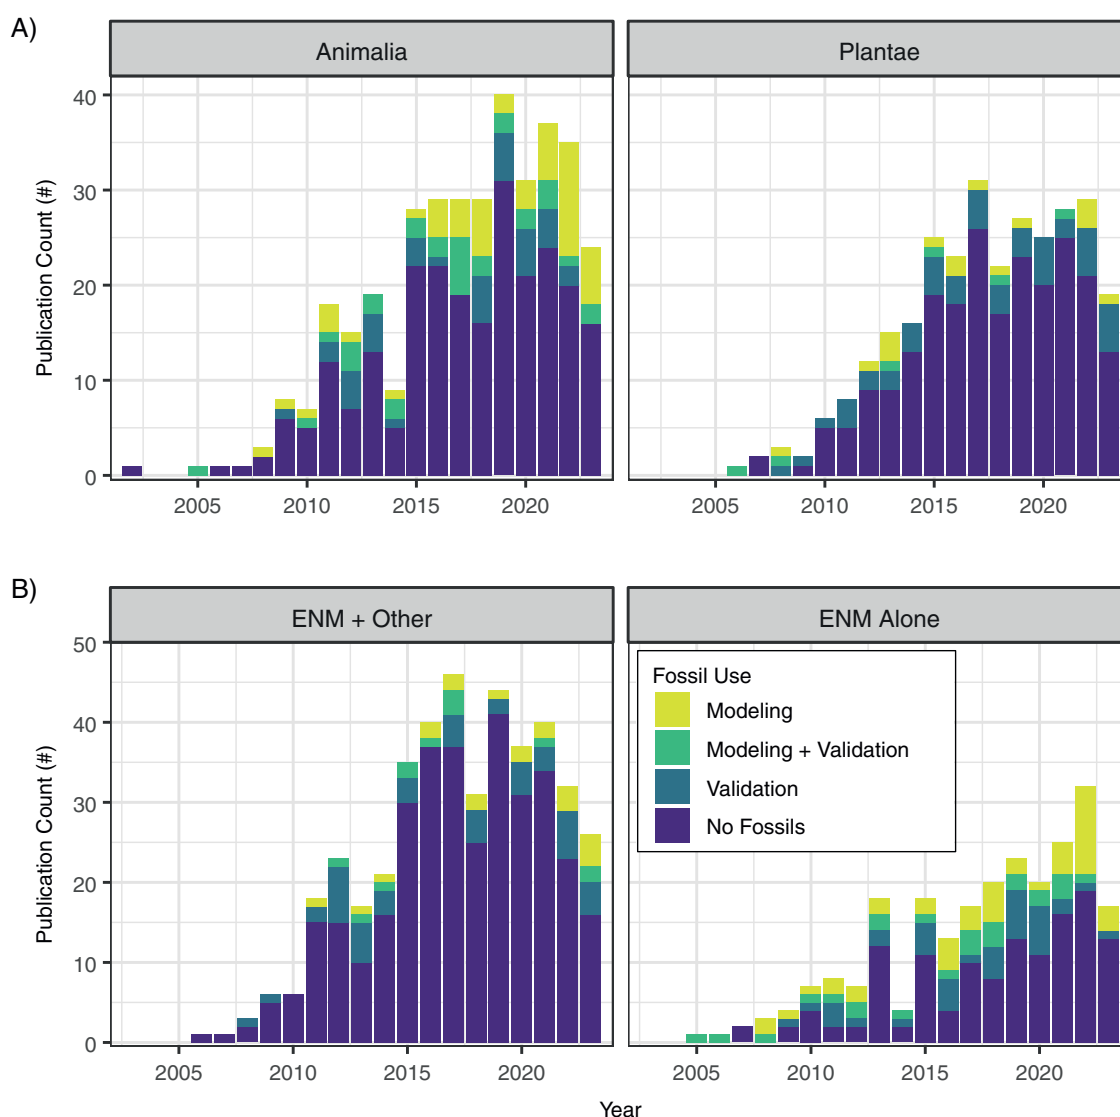 A)
Animalia
Plantae
Publication Count (#)
40
30
20
10
0
2005 2010 2015 2020
2005 2010 2015 2020
B)
ENM + Other
ENM Alone
Publication Count (#)
50
40
30
20
10
0
Fossil Use
Modeling
Modeling + Validation
Validation
No Fossils
2005 2010 2015 2020
2005 2010 2015 2020
Year